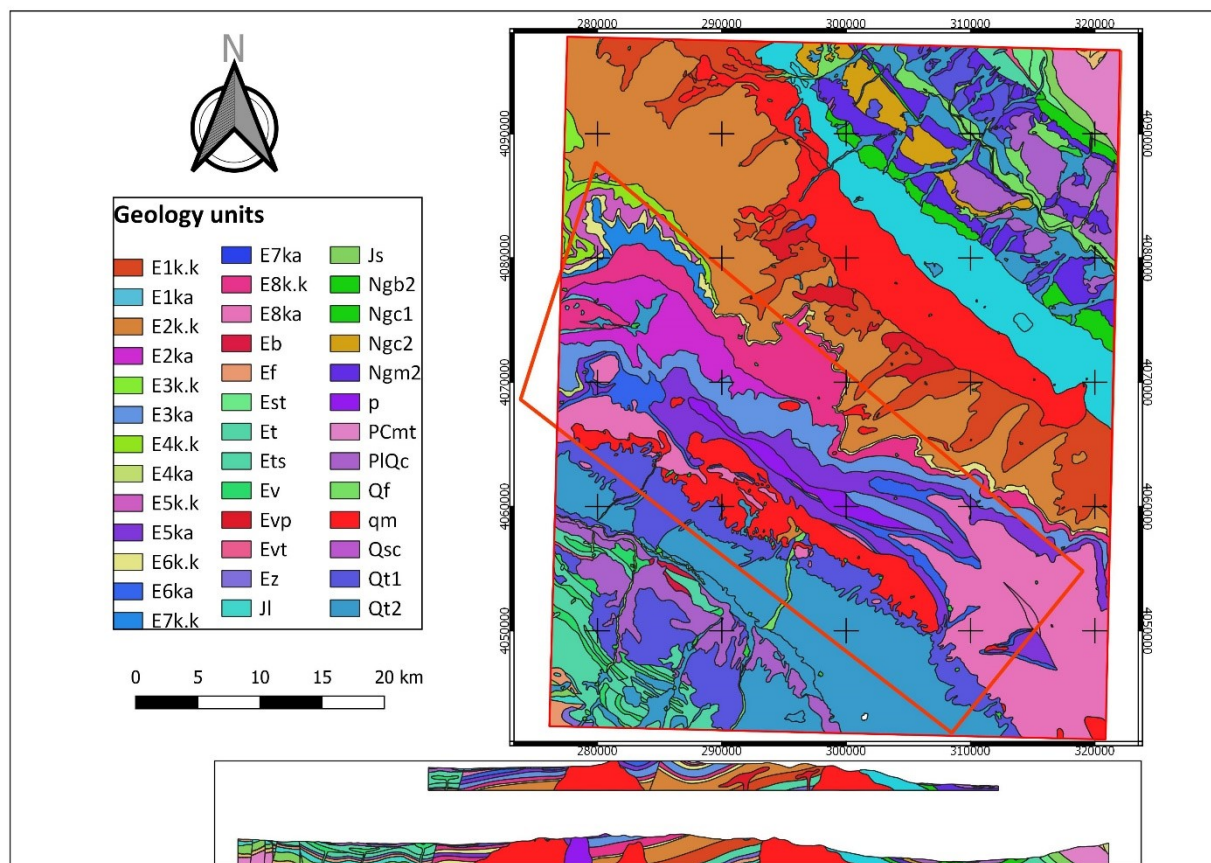 N
280000 290000 300000 310000 320000
4090000 4080000 4070000 4060000 4050000
4090000 4080000 4070000 4060000 4050000
280000 290000 300000 310000 320000
Geology units
E1k.k
E1ka
E2k.k
E2ka
E3k.k
E3ka
E4k.k
E4ka
E5k.k
E5ka
E6k.k
E6ka
E7k.k
E7ka
E8k.k
E8ka
Eb
Ef
Est
Et
Ets
Ev
Evp
Evt
Ez
Jl
Js
Ngb2
Ngc1
Ngc2
Ngm2
p
PCmt
PlQc
Qf
qm
Qsc
Qt1
Qt2
0 5 10 15 20 km